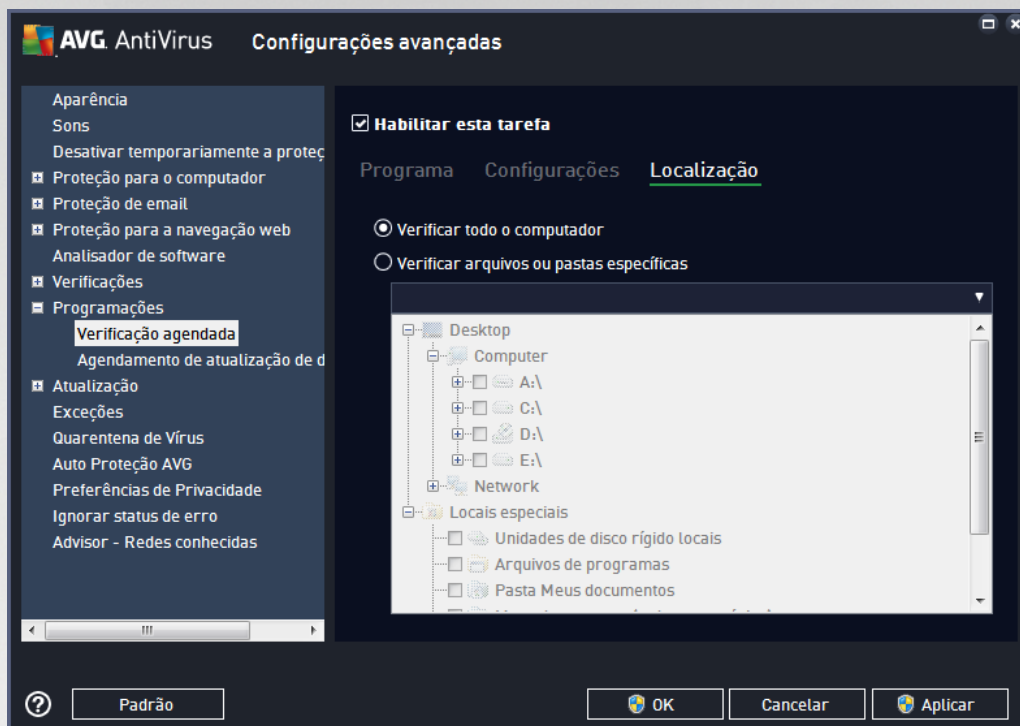 AVG. AntiVirus Configurações avançadas
Aparência
Sons
Desativar temporariamente a proteç
Proteção para o computador
Proteção de email
Proteção para a navegação web
Analisador de software
Verificações
Programações
Verificação agendada
Agendamento de atualização de d
Atualização
Exceções
Quarentena de Vírus
Auto Proteção AVG
Preferências de Privacidade
Ignorar status de erro
Advisor - Redes conhecidas
Habilitar esta tarefa
Programa Configurações Localização
Verificar todo o computador
Verificar arquivos ou pastas específicas
Desktop
Computer
A:\
C:\
D:\
E:\
Network
Locais especiais
Unidades de disco rígido locais
Arquivos de programas
Pasta Meus documentos
Padrão OK Cancelar Aplicar